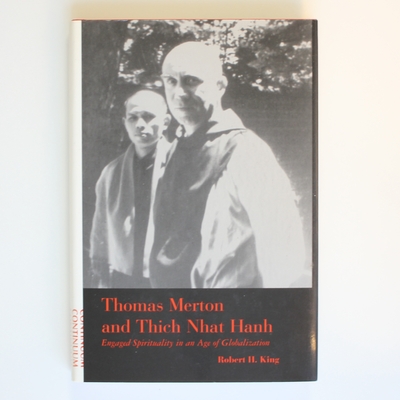 Thomas Merton
and Thich Nhat Hanh
Engaged Spirituality in an Age of Globalization
Robert H. King
CONTINUUM